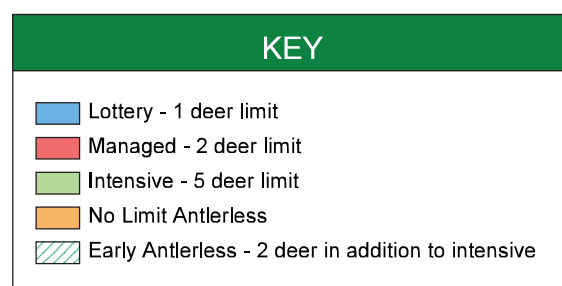 KEY
Lottery - 1 deer limit
Managed - 2 deer limit
Intensive - 5 deer limit
No Limit Antlerless
Early Antlerless - 2 deer in addition to intensive